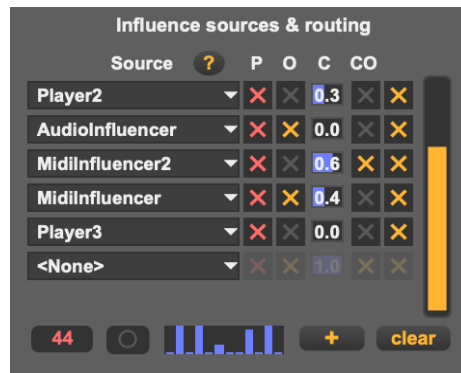 Influence sources & routing
Source ? P O C CO
Player2 0.3
AudioInfluencer 0.0
MidiInfluencer2 0.6
MidiInfluencer 0.4
Player3 0.0
<None> 1.0
44 + clear